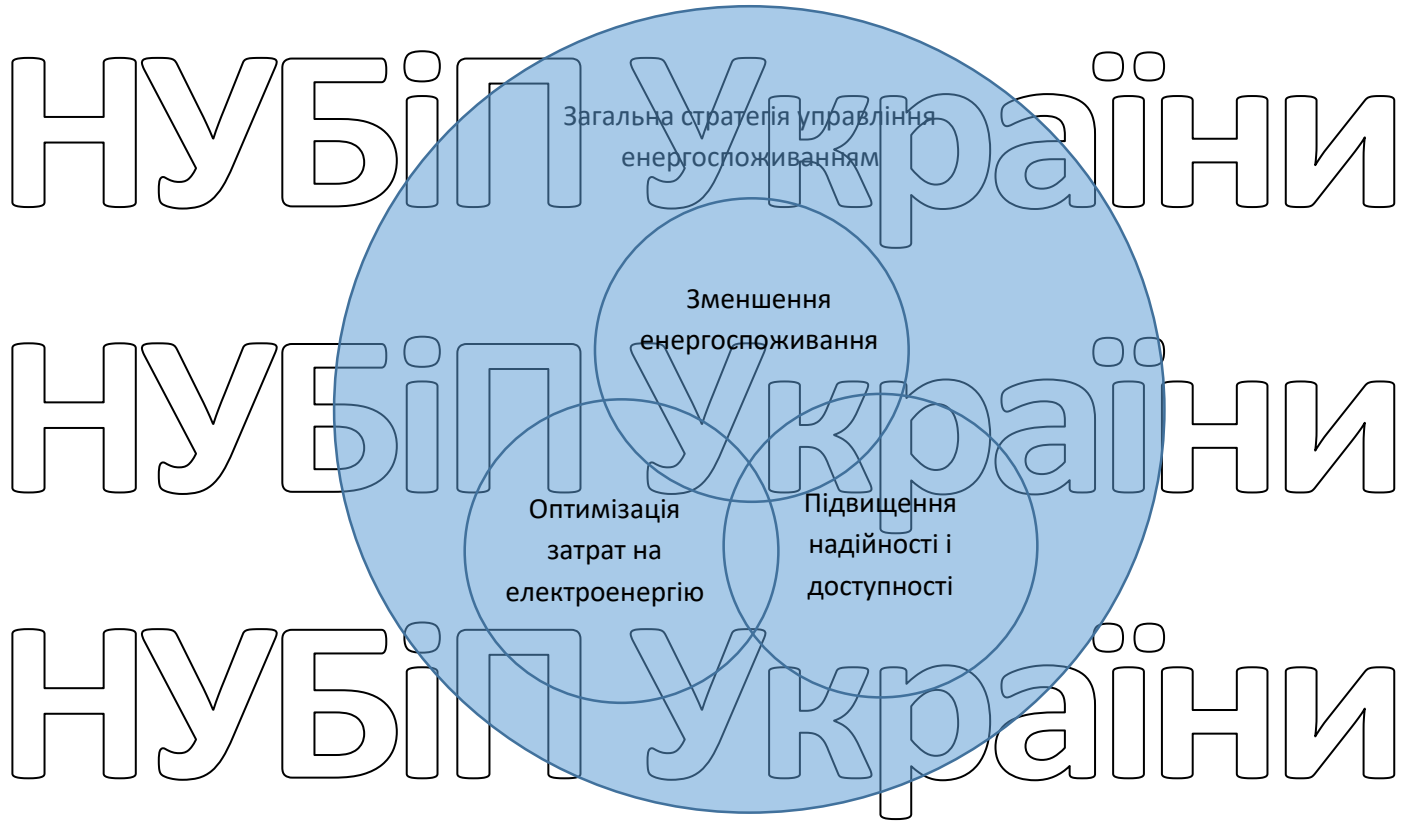 НУБіП України
Загальна стратегія управління
енергоспоживанням
Зменшення
енергоспоживання
НУБіП України
Оптимізація
затрат на
електроенергію
Підвищення
надійності і
доступності
НУБіП України